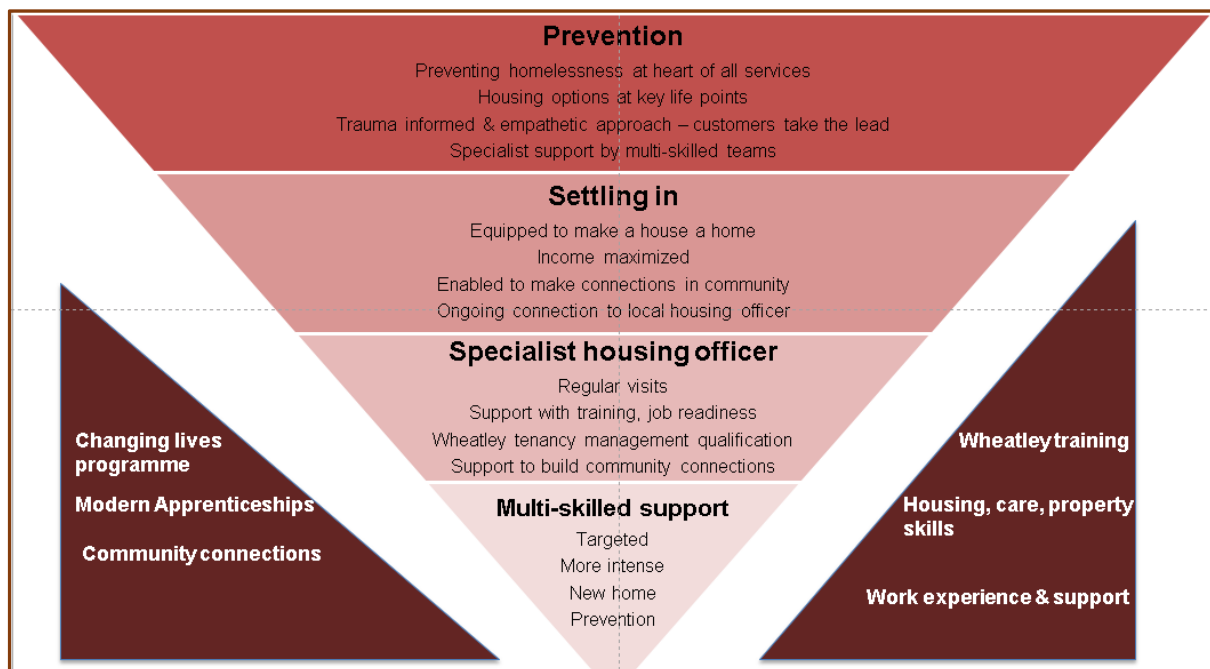 Prevention
Preventing homelessness at heart of all services
Housing options at key life points
Trauma informed & empathetic approach – customers take the lead
Specialist support by multi-skilled teams
Settling in
Equipped to make a house a home
Income maximized
Enabled to make connections in community
Ongoing connection to local housing officer
Specialist housing officer
Regular visits
Support with training, job readiness
Wheatley tenancy management qualification
Support to build community connections
Multi-skilled support
Targeted
More intense
New home
Prevention
Changing lives
programme
Modern Apprenticeships
Community connections
Wheatley training
Housing, care, property
skills
Work experience & support